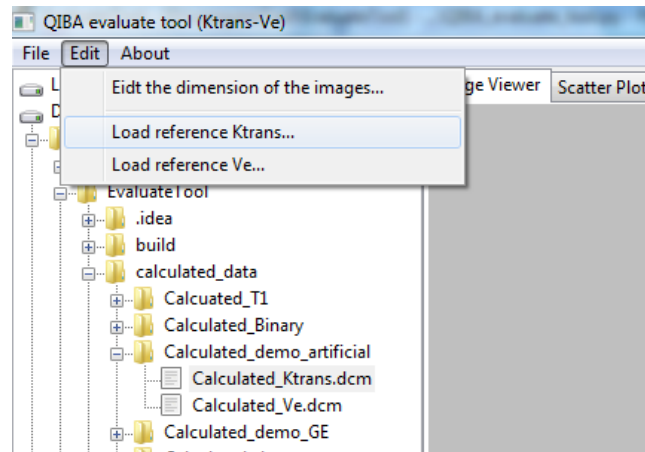 QIBA evaluate tool (Ktrans-Ve)
File Edit About
Eidt the dimension of the images...
Load reference Ktrans...
Load reference Ve...
ge Viewer Scatter Plot
L
D
EvaluateTool
.idea
build
calculated_data
Calcuated_T1
Calculated_Binary
Calculated_demo_artificial
Calculated_Ktrans.dcm
Calculated_Ve.dcm
Calculated_demo_GE